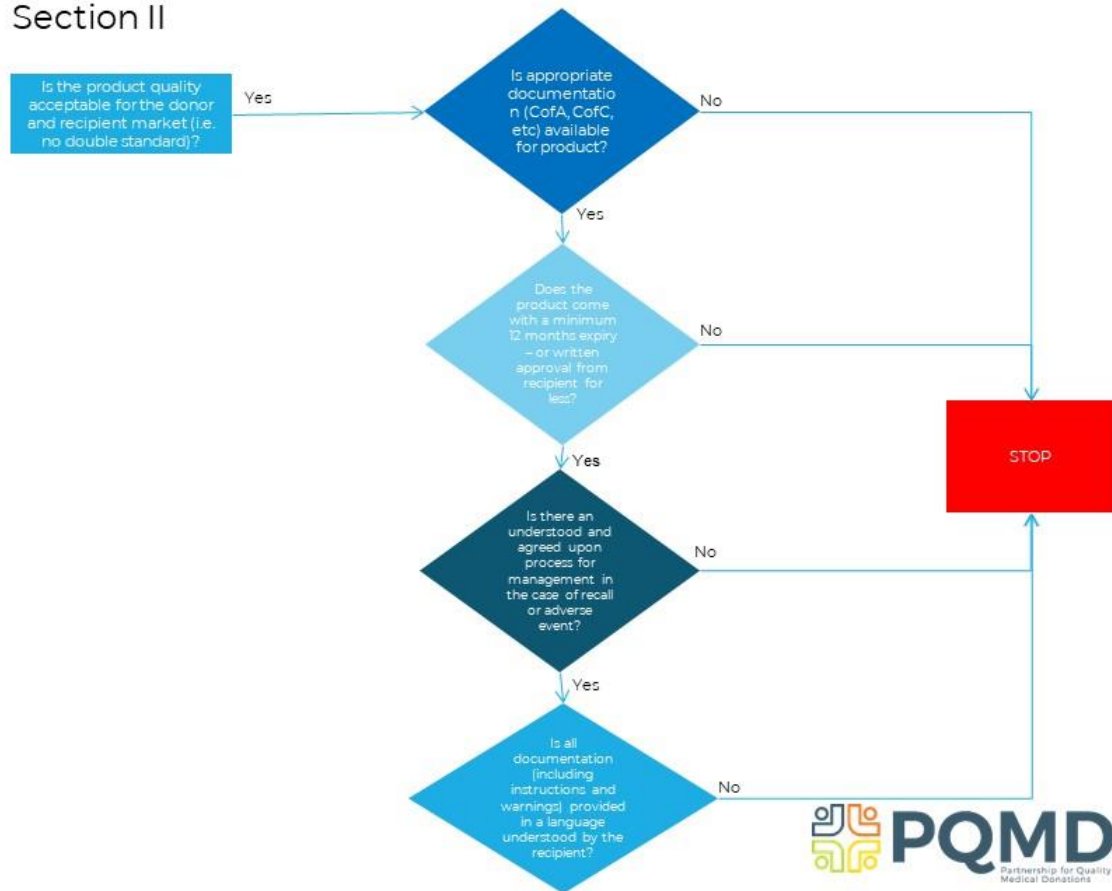 Section II
Is the product quality
acceptable for the donor
and recipient market (i.e.
no double standard)?
Yes
Is appropriate
documentatio
n (CofA, CofC,
etc) available
for product?
No
Yes
Does the
product come
with a minimum
12 months expiry
– or written
approval from
recipient for
less?
No
Yes
STOP
Is there an
understood and
agreed upon
process for
management in
the case of recall
or adverse
event?
No
Yes
Is all
documentation
(including
instructions and
warnings) provided
in a language
understood by the
recipient?
No
PQMD
Partnership for Quality
Medical Donations